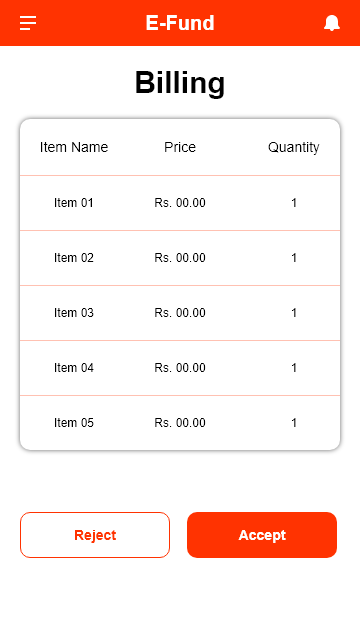 E-Fund
Billing
Item Name Price Quantity
Item 01 Rs. 00.00 1
Item 02 Rs. 00.00 1
Item 03 Rs. 00.00 1
Item 04 Rs. 00.00 1
Item 05 Rs. 00.00 1
Reject Accept